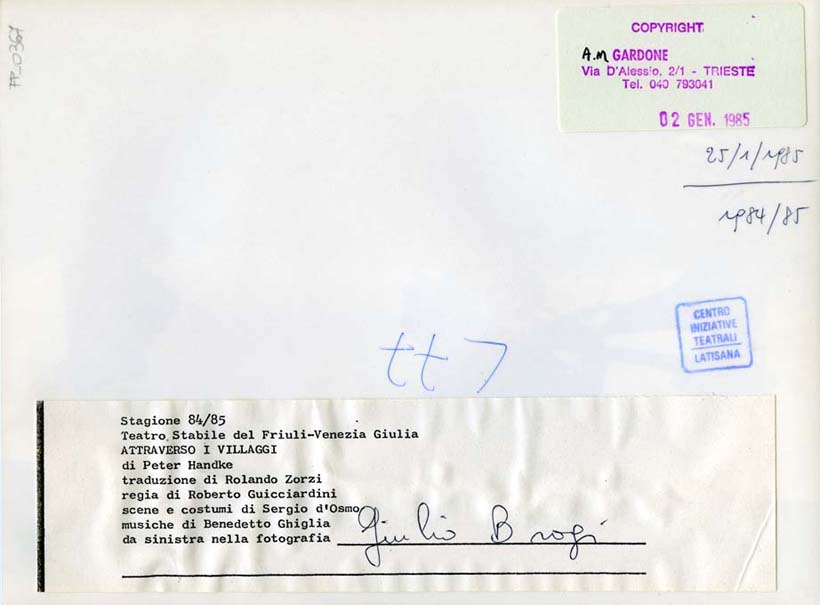 COPYRIGHT
A.M GARDONE
Via D'Alessio, 2/1 - TRIESTE
Tel. 040 793041
02 GEN. 1985
25/1/1985
1984/85
CENTRO
INIZIATIVE
TEATRALI
LATISANA
Stagione 84/85
Teatro Stabile del Friuli-Venezia Giulia
ATTRAVERSO I VILLAGGI
di Peter Handke
traduzione di Rolando Zorzi
regia di Roberto Guicciardini
scene e costumi di Sergio d'Osmo
musiche di Benedetto Ghiglia
da sinistra nella fotografia Giulio Brogi